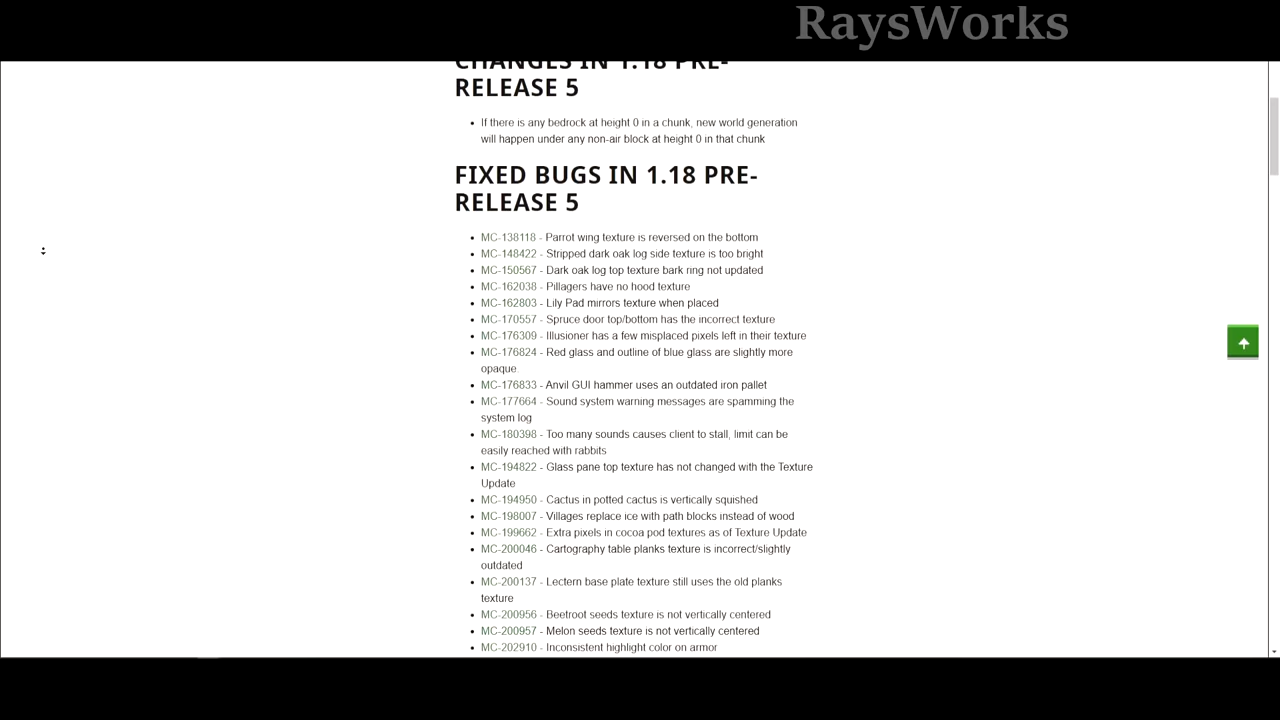 RaysWorks
CHANGES IN 1.18 PRE-
RELEASE 5
If there is any bedrock at height 0 in a chunk, new world generation
will happen under any non-air block at height 0 in that chunk
FIXED BUGS IN 1.18 PRE-
RELEASE 5
MC-138118 - Parrot wing texture is reversed on the bottom
MC-148422 - Stripped dark oak log side texture is too bright
MC-150567 - Dark oak log top texture bark ring not updated
MC-162038 - Pillagers have no hood texture
MC-162803 - Lily Pad mirrors texture when placed
MC-170557 - Spruce door top/bottom has the incorrect texture
MC-176309 - Illusioner has a few misplaced pixels left in their texture
MC-176824 - Red glass and outline of blue glass are slightly more
opaque.
MC-176833 - Anvil GUI hammer uses an outdated iron pallet
MC-177664 - Sound system warning messages are spamming the
system log
MC-180398 - Too many sounds causes client to stall, limit can be
easily reached with rabbits
MC-194822 - Glass pane top texture has not changed with the Texture
Update
MC-194950 - Cactus in potted cactus is vertically squished
MC-198007 - Villages replace ice with path blocks instead of wood
MC-199662 - Extra pixels in cocoa pod textures as of Texture Update
MC-200046 - Cartography table planks texture is incorrect/slightly
outdated
MC-200137 - Lectern base plate texture still uses the old planks
texture
MC-200956 - Beetroot seeds texture is not vertically centered
MC-200957 - Melon seeds texture is not vertically centered
MC-202910 - Inconsistent highlight color on armor